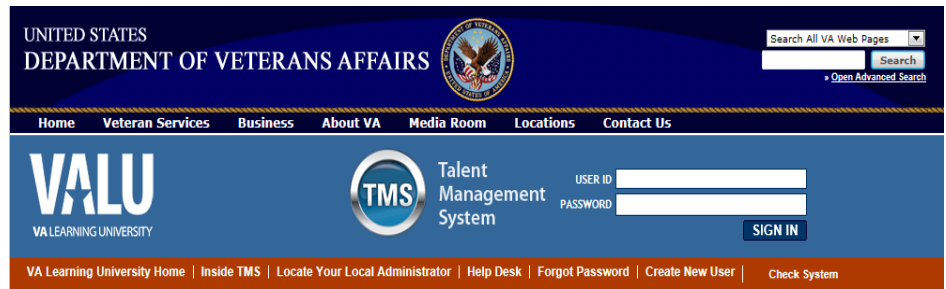 UNITED STATES
DEPARTMENT OF VETERANS AFFAIRS
Search All VA Web Pages
Search
» Open Advanced Search
Home Veteran Services Business About VA Media Room Locations Contact Us
VALU
VA LEARNING UNIVERSITY
TMS
Talent
Management
System
USER ID
PASSWORD
SIGN IN
VA Learning University Home | Inside TMS | Locate Your Local Administrator | Help Desk | Forgot Password | Create New User | Check System